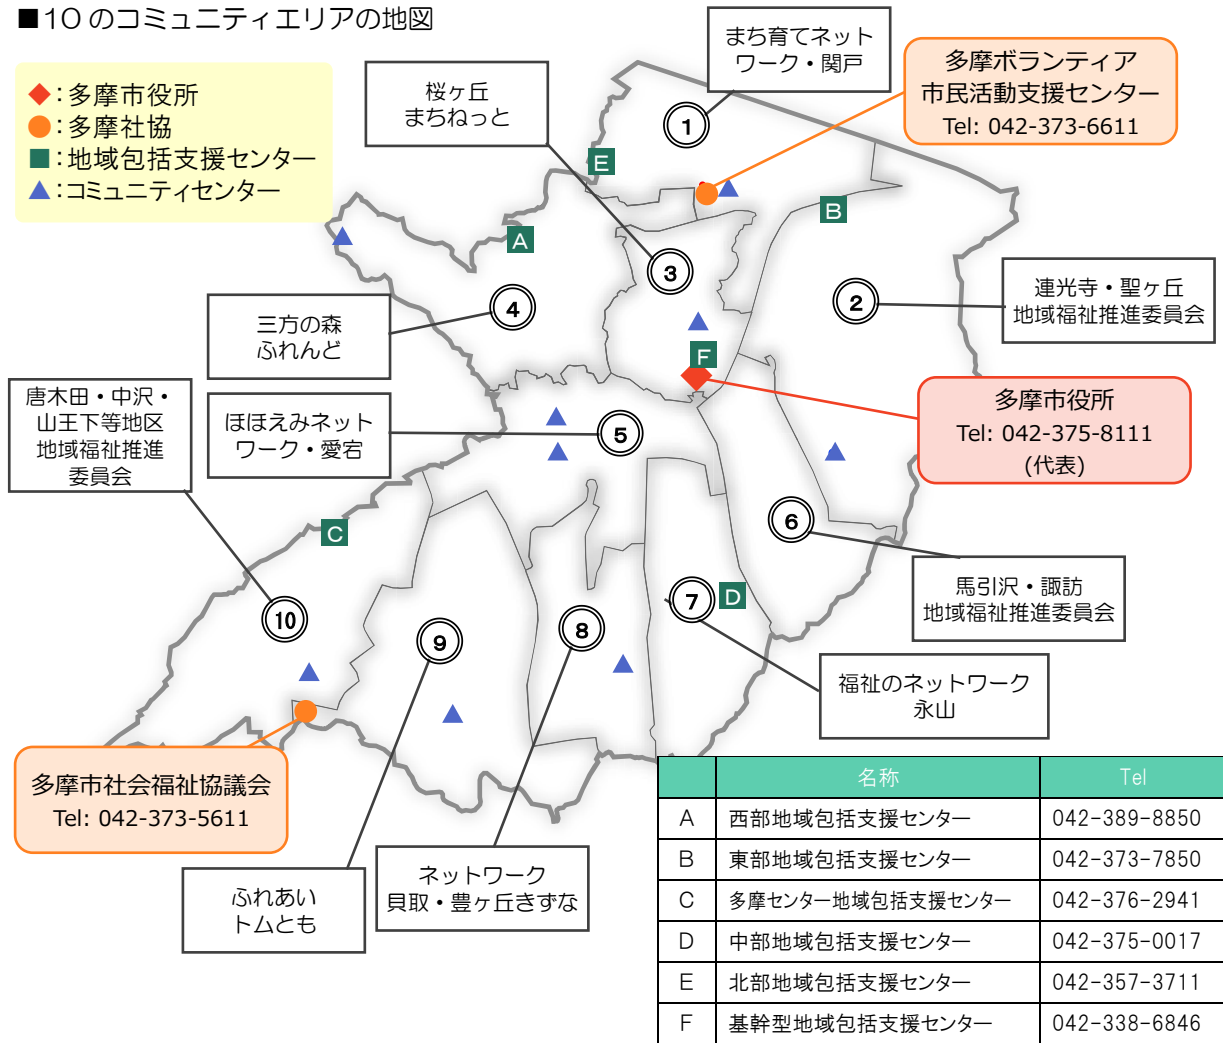 ■10 のコミュニティエリアの地図
◆:多摩市役所
●:多摩社協
■:地域包括支援センター
▲:コミュニティセンター
まち育てネット
ワーク・関戸
桜ヶ丘
まちねっと
多摩ボランティア
市民活動支援センター
Tel: 042-373-6611
連光寺・聖ヶ丘
地域福祉推進委員会
三方の森
ふれんど
唐木田・中沢・
山王下等地区
地域福祉推進
委員会
ほほえみネット
ワーク・愛宕
多摩市役所
Tel: 042-375-8111
(代表)
馬引沢・諏訪
地域福祉推進委員会
福祉のネットワーク
永山
多摩市社会福祉協議会
Tel: 042-373-5611
ふれあい
トムとも
ネットワーク
貝取・豊ヶ丘きずな
①
E
B
A
③
②
④
F
⑤
C
⑥
⑦
D
⑩
⑨
⑧
名称 Tel
A 西部地域包括支援センター 042-389-8850
B 東部地域包括支援センター 042-373-7850
C 多摩センター地域包括支援センター 042-376-2941
D 中部地域包括支援センター 042-375-0017
E 北部地域包括支援センター 042-357-3711
F 基幹型地域包括支援センター 042-338-6846